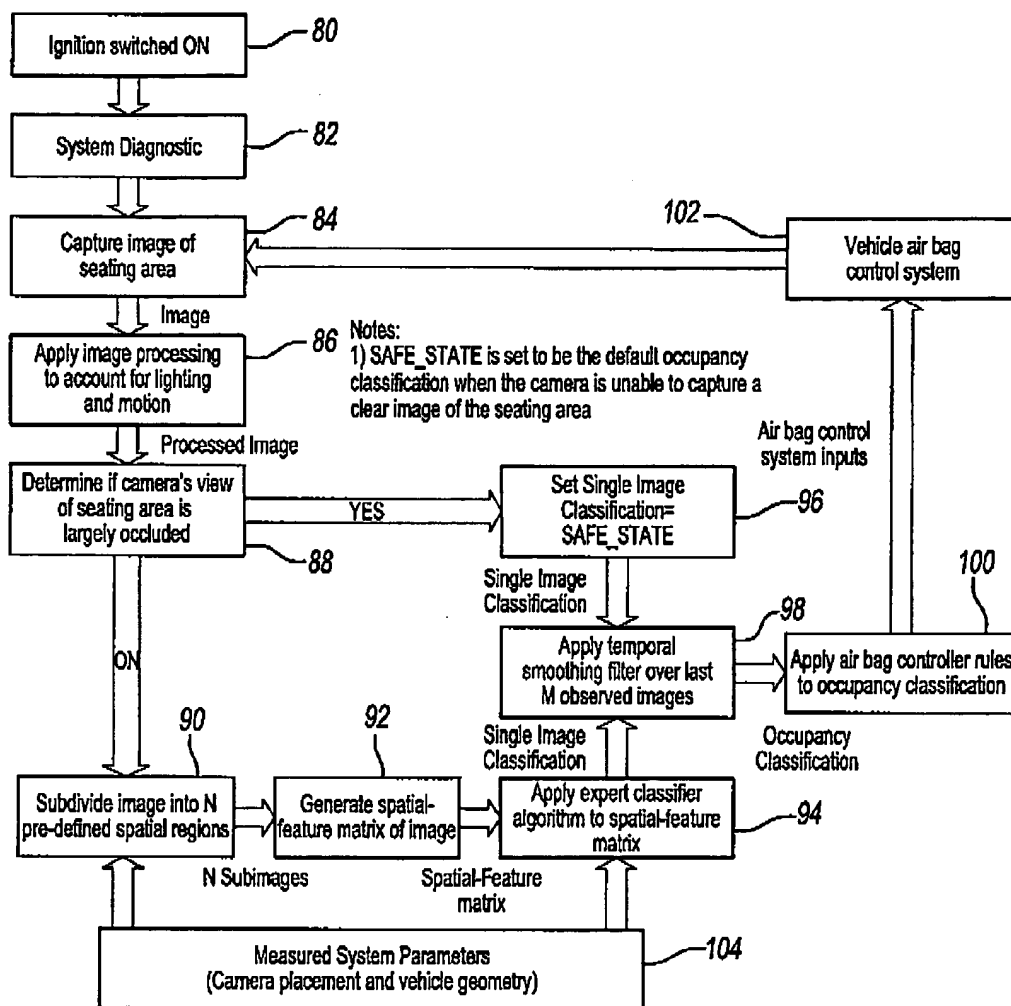 Ignition switched ON
80
System Diagnostic
82
Capture image of
seating area
84
102
Vehicle air bag
control system
Image
Apply image processing
to account for lighting
and motion
86
Notes:
1) SAFE_STATE is set to be the default occupancy
classification when the camera is unable to capture a
clear image of the seating area
Processed Image
Air bag control
system inputs
Determine if camera's view
of seating area is
largely occluded
88
YES
Set Single Image
Classification=
SAFE_STATE
96
Single Image
Classification
ON
98
100
Apply temporal
smoothing filter over last
M observed images
Apply air bag controller rules
to occupancy classification
Single Image
Classification
Occupancy
Classification
90
92
Subdivide image into N
pre-defined spatial regions
Generate spatial-
feature matrix of image
Apply expert classifier
algorithm to spatial-feature
matrix
94
N Subimages
Spatial-Feature
matrix
Measured System Parameters
(Camera placement and vehicle geometry)
104